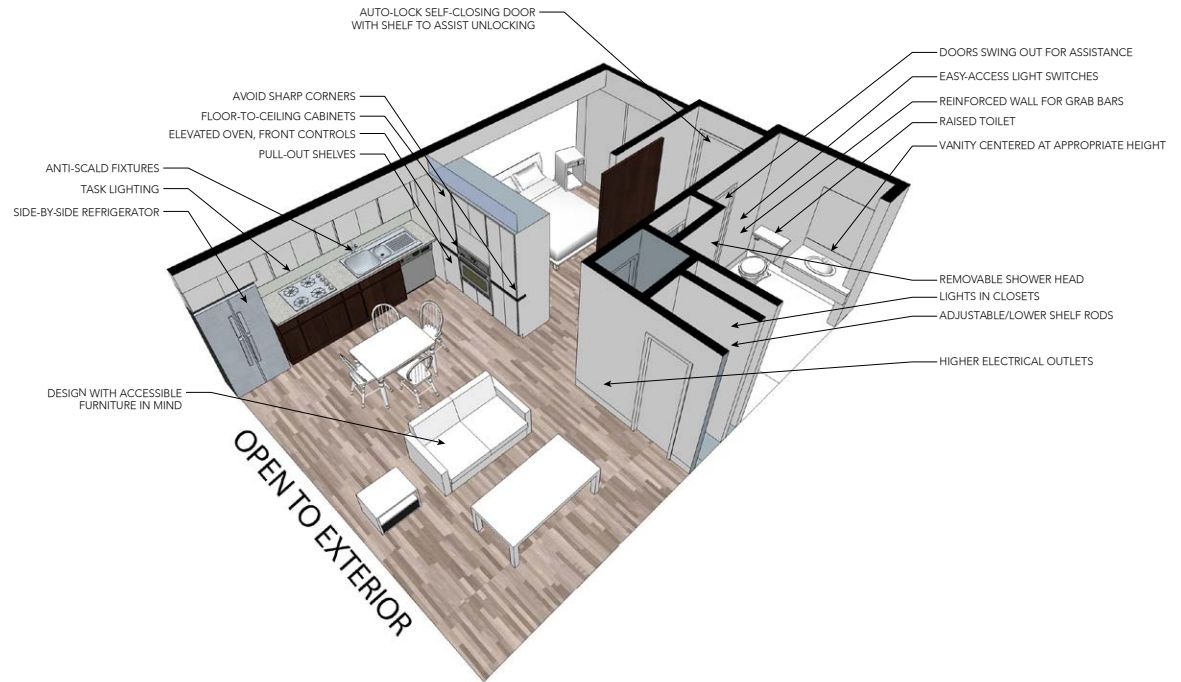 AUTO-LOCK SELF-CLOSING DOOR
WITH SHELF TO ASSIST UNLOCKING
AVOID SHARP CORNERS
FLOOR-TO-CEILING CABINETS
ELEVATED OVEN, FRONT CONTROLS
PULL-OUT SHELVES
ANTI-SCALD FIXTURES
TASK LIGHTING
SIDE-BY-SIDE REFRIGERATOR
DESIGN WITH ACCESSIBLE
FURNITURE IN MIND
OPEN TO EXTERIOR
DOORS SWING OUT FOR ASSISTANCE
EASY-ACCESS LIGHT SWITCHES
REINFORCED WALL FOR GRAB BARS
RAISED TOILET
VANITY CENTERED AT APPROPRIATE HEIGHT
REMOVABLE SHOWER HEAD
LIGHTS IN CLOSETS
ADJUSTABLE/LOWER SHELF RODS
HIGHER ELECTRICAL OUTLETS